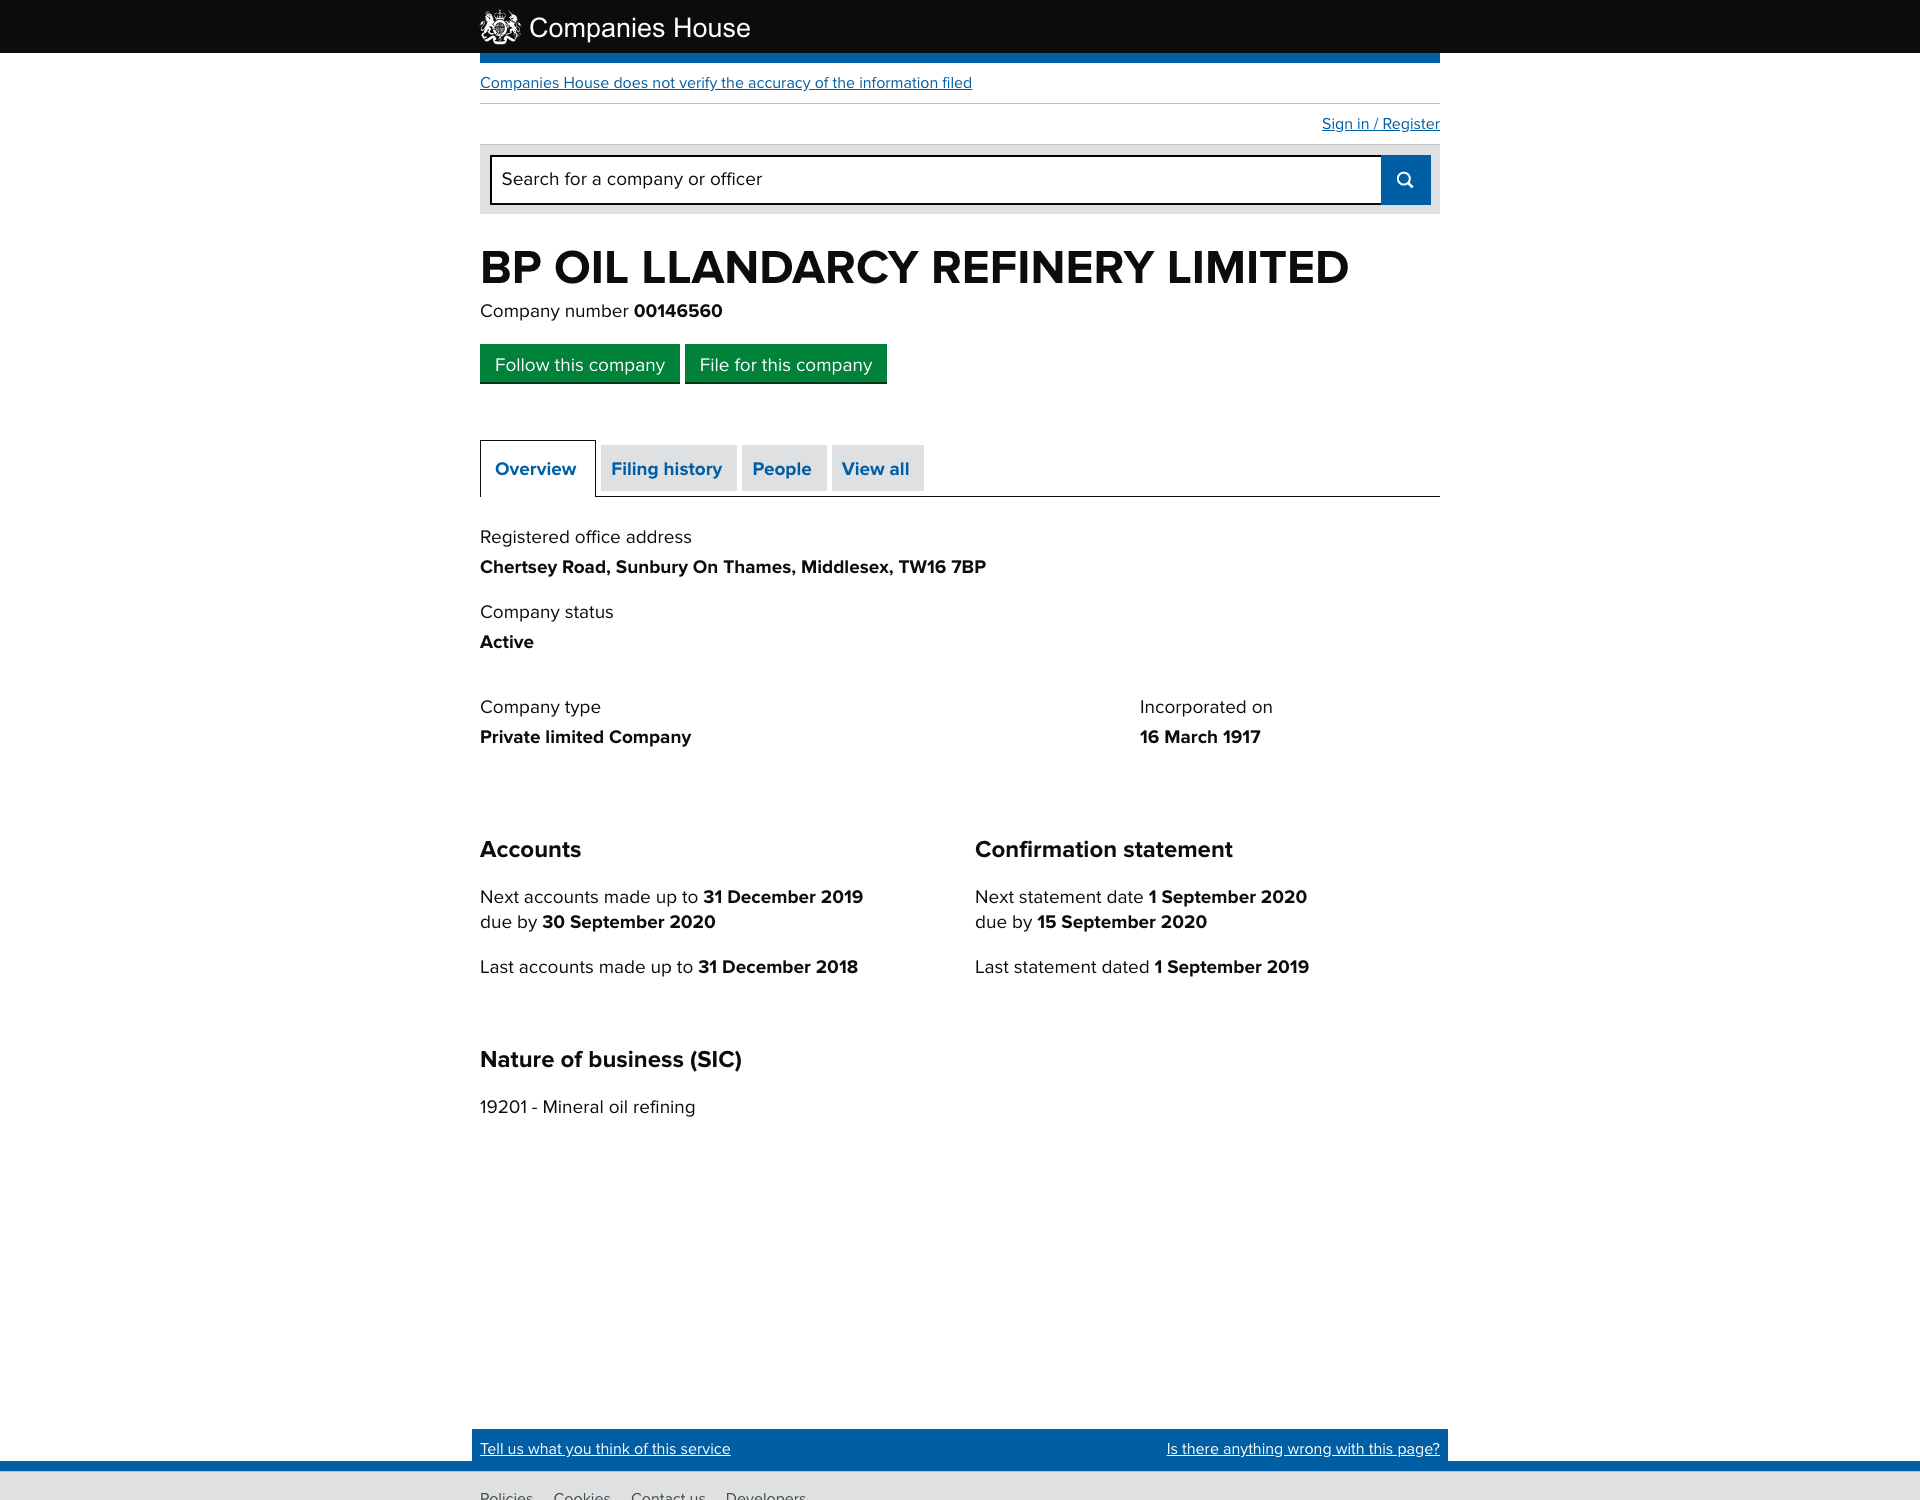 Companies House
Companies House does not verify the accuracy of the information filed
Sign in / Register
Search for a company or officer
BP OIL LLANDARCY REFINERY LIMITED
Company number 00146560
Follow this company File for this company
Overview Filing history People View all
Registered office address
Chertsey Road, Sunbury On Thames, Middlesex, TW16 7BP
Company status
Active
Company type
Private limited Company
Incorporated on
16 March 1917
Accounts
Next accounts made up to 31 December 2019
due by 30 September 2020
Last accounts made up to 31 December 2018
Confirmation statement
Next statement date 1 September 2020
due by 15 September 2020
Last statement dated 1 September 2019
Nature of business (SIC)
19201 - Mineral oil refining
Tell us what you think of this service Is there anything wrong with this page?
Policies Cookies Contact us Developers